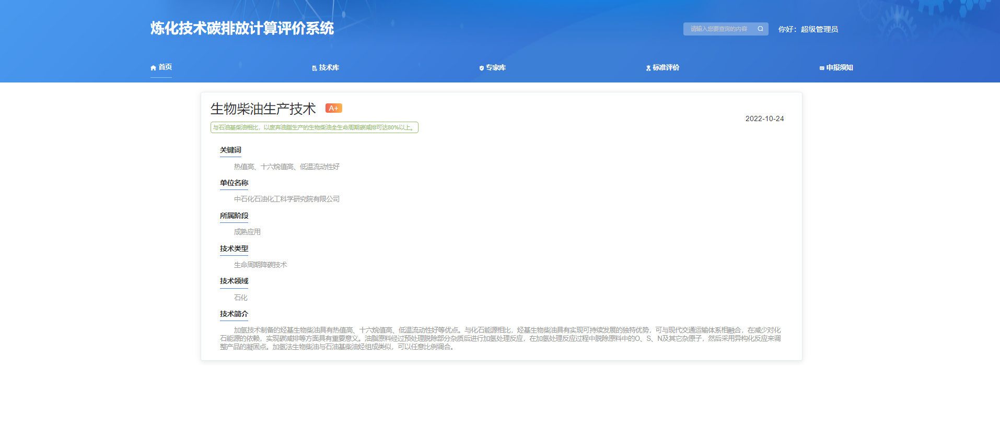 炼化技术碳排放计算评价系统
请输入您要查询的内容
你好：超级管理员
首页
技术库
专家库
标准评价
申报须知
生物柴油生产技术
A+
2022-10-24
与石油基柴油相比，以废弃油脂生产的生物柴油全生命周期碳减排可达80%以上。
关键词
热值高、十六烷值高、低温流动性好
单位名称
中石化石油化工科学研究院有限公司
所属阶段
成熟应用
技术类型
生命周期降碳技术
技术领域
石化
技术简介
加氢技术制备的烃基生物柴油具有热值高、十六烷值高、低温流动性好等优点。与化石能源相比，烃基生物柴油具有实现可持续发展的独特优势，可与现代交通运输体系相融合，在减少对化
石能源的依赖，实现碳减排等方面具有重要意义。油脂原料经过预处理脱除部分杂质后进行加氢处理反应，在加氢处理反应过程中脱除原料中的O、S、N及其它杂原子，然后采用异构化反应来调
整产品的凝固点。加氢法生物柴油与石油基柴油烃组成类似，可以任意比例调合。